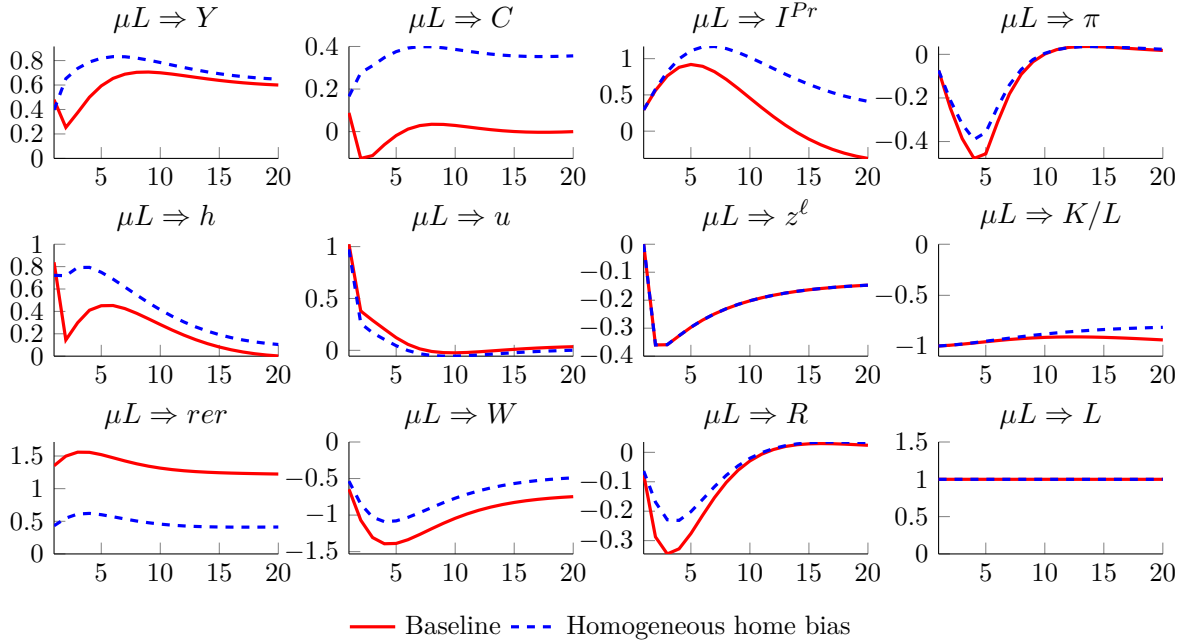 μL ⇒ Y μL ⇒ C μL ⇒ I^{Pr} μL ⇒ π
0.8 0.4 1 0
0.6 0.2 0.5 −0.2
0.4 0 0 −0.4
0.2
0
5 10 15 20 5 10 15 20 5 10 15 20 5 10 15 20
μL ⇒ h μL ⇒ u μL ⇒ z^ℓ μL ⇒ K/L
1 1 0 0
0.8 0.5 −0.1 −0.5
0.6 0 −0.2 −1
0.4 −0.3
0.2 −0.4
0
5 10 15 20 5 10 15 20 5 10 15 20 5 10 15 20
μL ⇒ rer μL ⇒ W μL ⇒ R μL ⇒ L
1.5 0 0 1.5
1 −0.5 −0.1 1
0.5 −1 −0.2 0.5
0 −1.5 −0.3 0
5 10 15 20 5 10 15 20 5 10 15 20 5 10 15 20
Baseline Homogeneous home bias